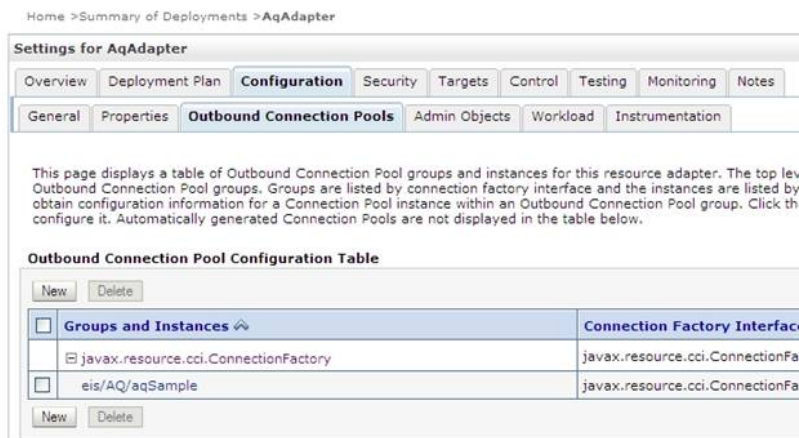 Home >Summary of Deployments >AqAdapter
Settings for AqAdapter
Overview Deployment Plan Configuration Security Targets Control Testing Monitoring Notes
General Properties Outbound Connection Pools Admin Objects Workload Instrumentation
This page displays a table of Outbound Connection Pool groups and instances for this resource adapter. The top lev
Outbound Connection Pool groups. Groups are listed by connection factory interface and the instances are listed by
obtain configuration information for a Connection Pool instance within an Outbound Connection Pool group. Click th
configure it. Automatically generated Connection Pools are not displayed in the table below.
Outbound Connection Pool Configuration Table
New Delete
Groups and Instances Connection Factory Interface
javax.resource.cci.ConnectionFactory javax.resource.cci.ConnectionFa
eis/AQ/aqSample javax.resource.cci.ConnectionFa
New Delete